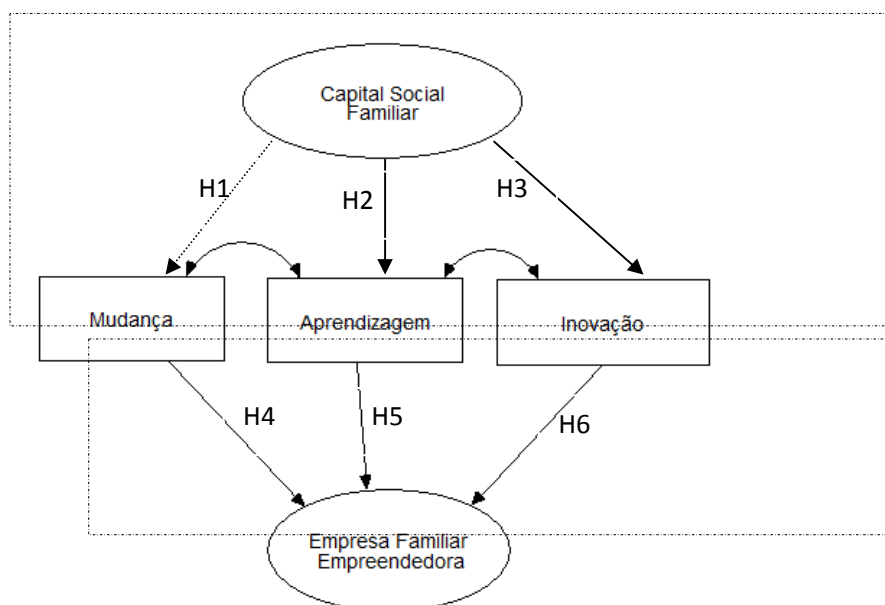 Capital Social
Familiar
H1
H2
H3
Mudança
Aprendizagem
Inovação
H4
H5
H6
Empresa Familiar
Empreendedora